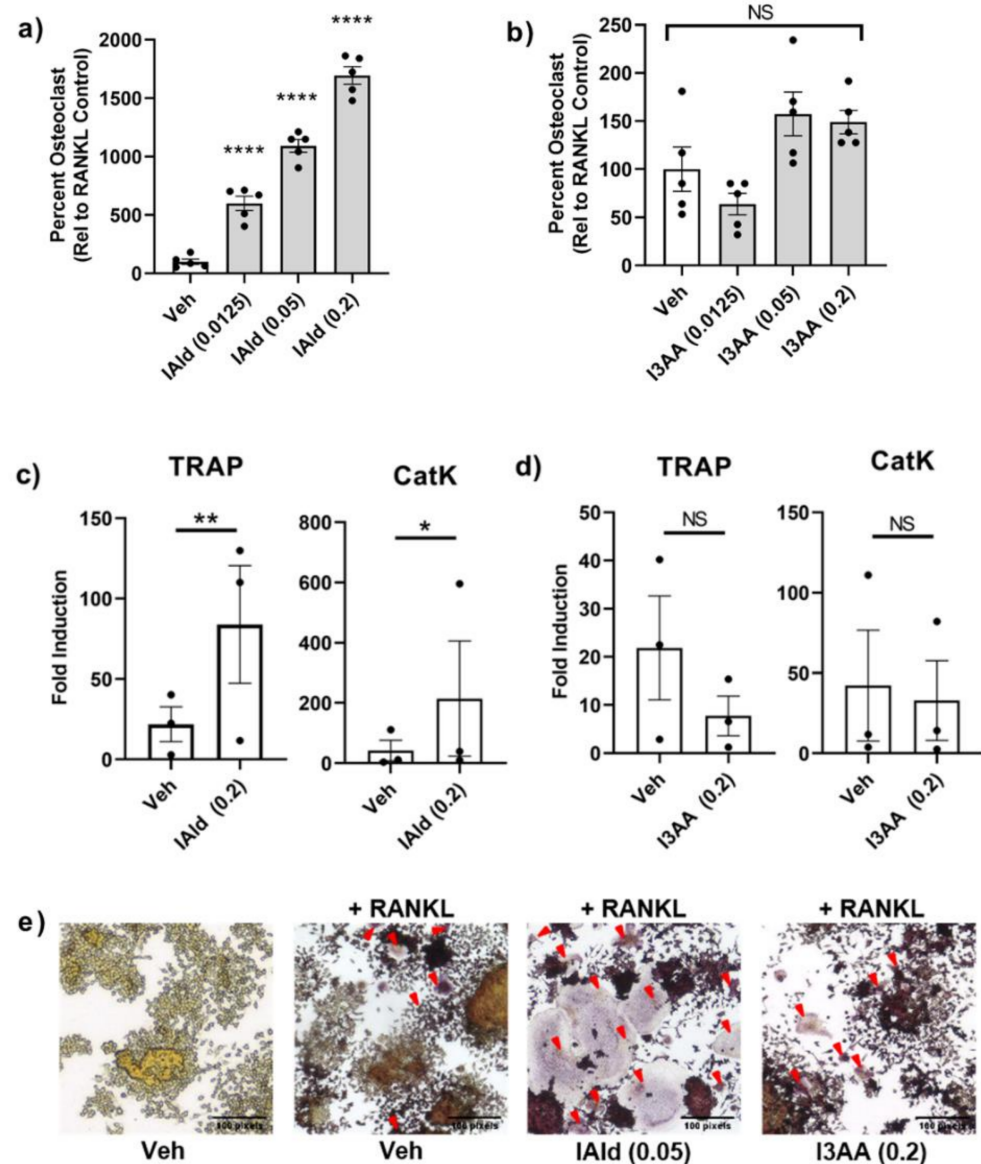 a)
Percent Osteoclast
(Rel to RANKL Control)
2000
1500
1000
500
0
****
****
****
Veh
IAld (0.0125)
IAld (0.05)
IAld (0.2)
b)
Percent Osteoclast
(Rel to RANKL Control)
250
200
150
100
50
0
NS
Veh
I3AA (0.0125)
I3AA (0.05)
I3AA (0.2)
c)
TRAP
Fold Induction
150
100
50
0
**
Veh
IAld (0.2)
CatK
800
600
400
200
0
*
Veh
IAld (0.2)
d)
TRAP
Fold Induction
50
40
30
20
10
0
NS
Veh
I3AA (0.2)
CatK
150
100
50
0
NS
Veh
I3AA (0.2)
e)
100 pixels
Veh
+ RANKL
100 pixels
Veh
+ RANKL
100 pixels
IAld (0.05)
+ RANKL
100 pixels
I3AA (0.2)